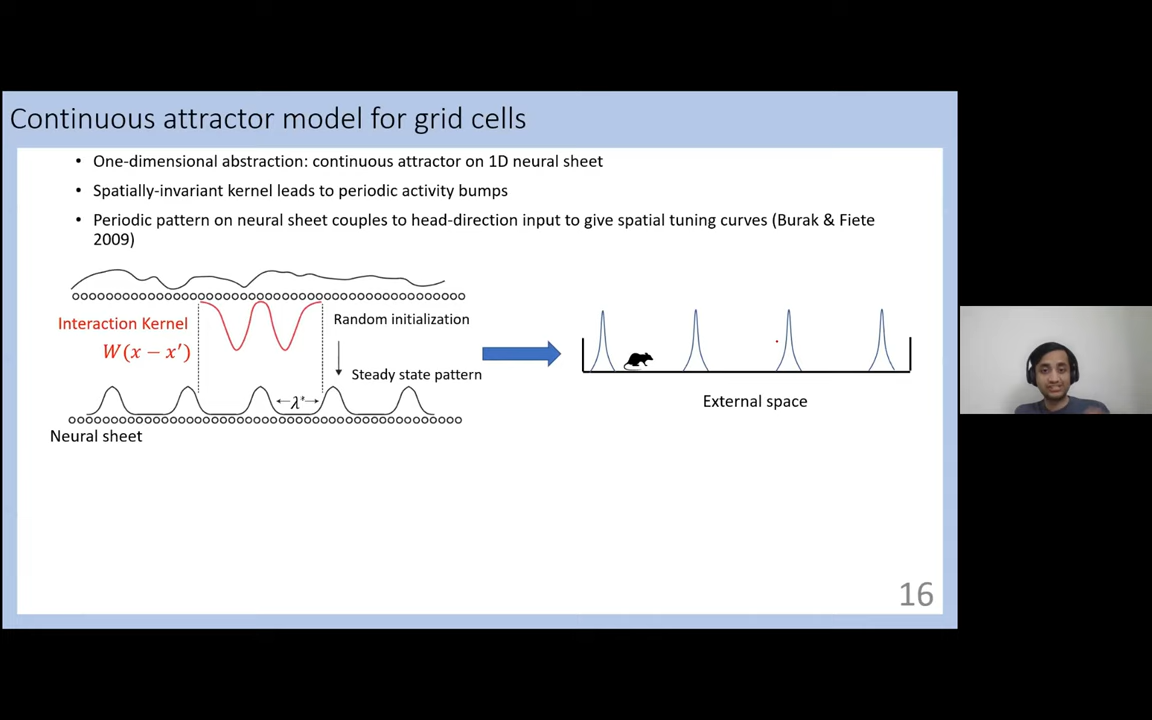 Continuous attractor model for grid cells
• One-dimensional abstraction: continuous attractor on 1D neural sheet
• Spatially-invariant kernel leads to periodic activity bumps
• Periodic pattern on neural sheet couples to head-direction input to give spatial tuning curves (Burak & Fiete
2009)
Interaction Kernel
W(x − x′)
Random initialization
Steady state pattern
λ*
Neural sheet
External space
16